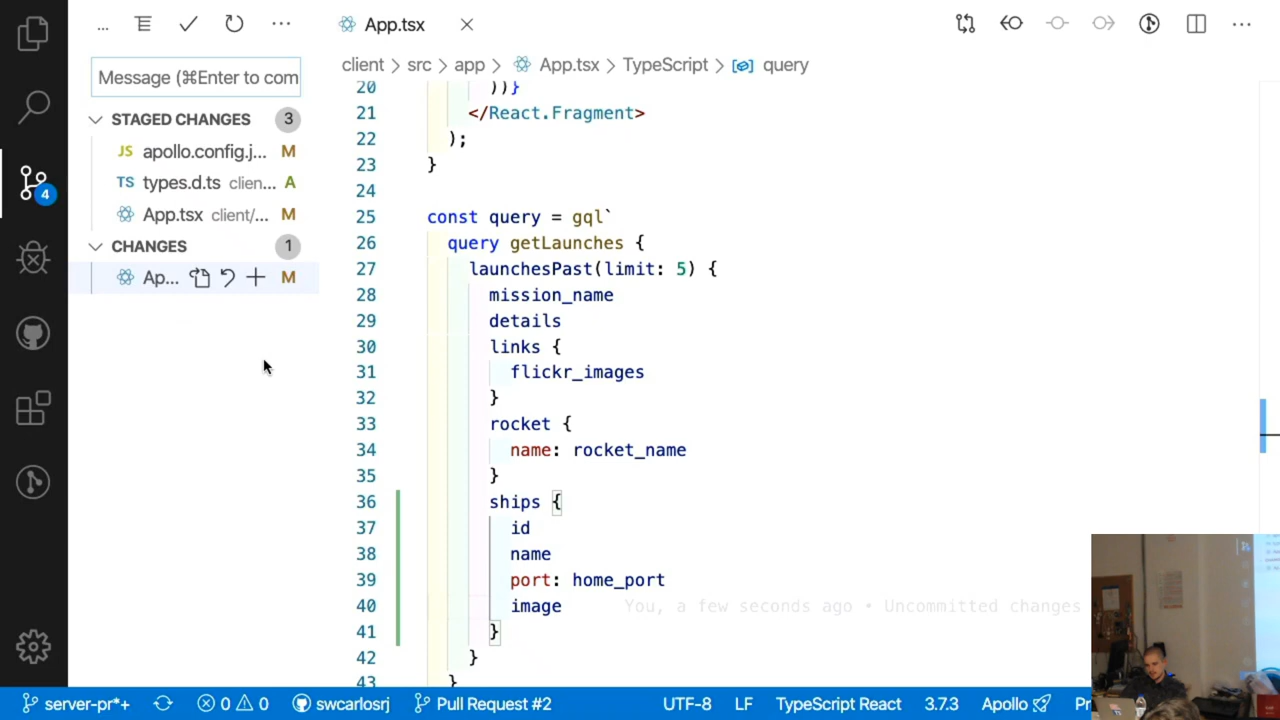 ...
App.tsx
Message (⌘Enter to com
client > src > app > App.tsx > TypeScript > query
STAGED CHANGES 3
JS apollo.config.j... M
TS types.d.ts clien... A
App.tsx client/... M
CHANGES 1
Ap... M
4
20 ))}
21 </React.Fragment>
22 );
23 }
24
25 const query = gql`
26 query getLaunches {
27 launchesPast(limit: 5) {
28 mission_name
29 details
30 links {
31 flickr_images
32 }
33 rocket {
34 name: rocket_name
35 }
36 ships {
37 id
38 name
39 port: home_port
40 image You, a few seconds ago • Uncommitted changes
41 }
42 }
43 }
server-pr*+ 0 0 swcarlosrj Pull Request #2 UTF-8 LF TypeScript React 3.7.3 Apollo Pr